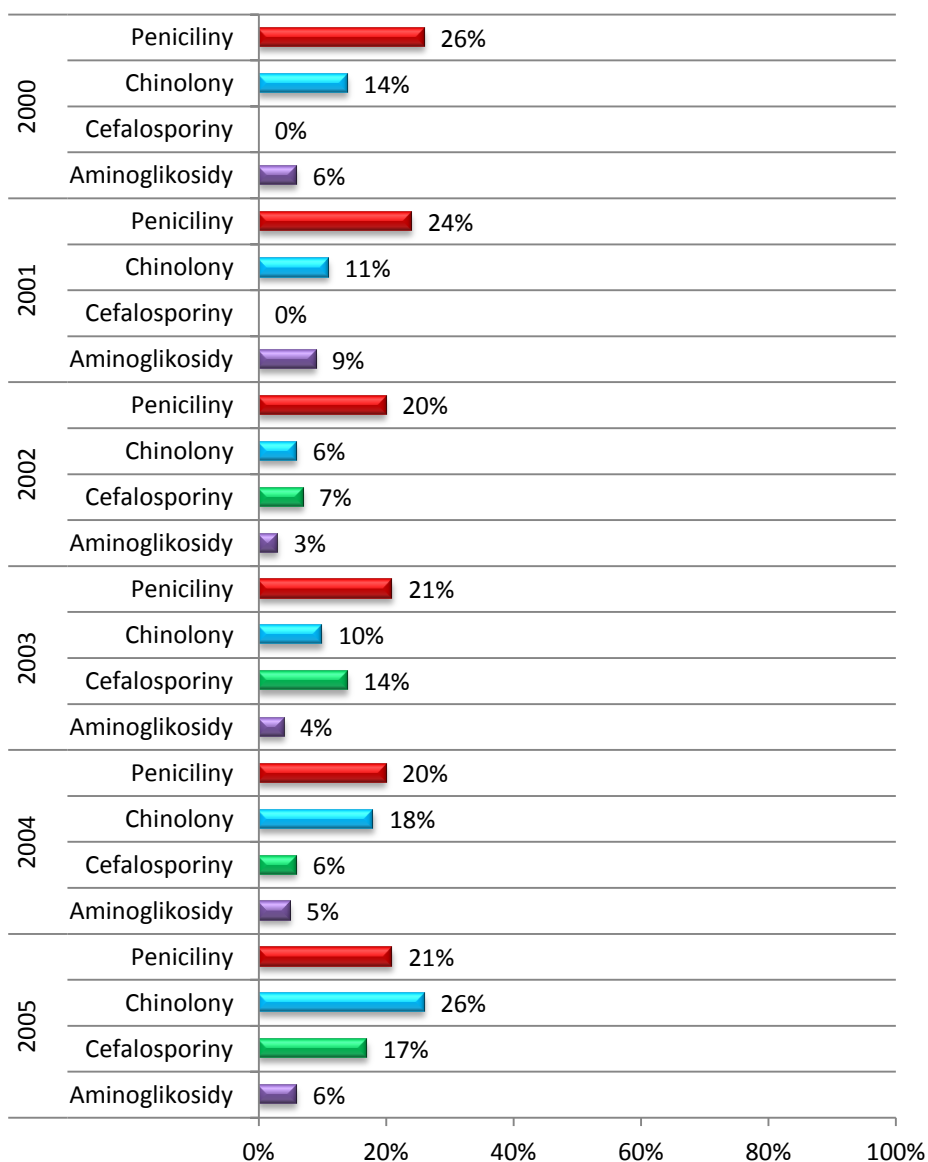 2000
Peniciliny 26%
Chinolony 14%
Cefalosporiny 0%
Aminoglikosidy 6%
2001
Peniciliny 24%
Chinolony 11%
Cefalosporiny 0%
Aminoglikosidy 9%
2002
Peniciliny 20%
Chinolony 6%
Cefalosporiny 7%
Aminoglikosidy 3%
2003
Peniciliny 21%
Chinolony 10%
Cefalosporiny 14%
Aminoglikosidy 4%
2004
Peniciliny 20%
Chinolony 18%
Cefalosporiny 6%
Aminoglikosidy 5%
2005
Peniciliny 21%
Chinolony 26%
Cefalosporiny 17%
Aminoglikosidy 6%
0% 20% 40% 60% 80% 100%